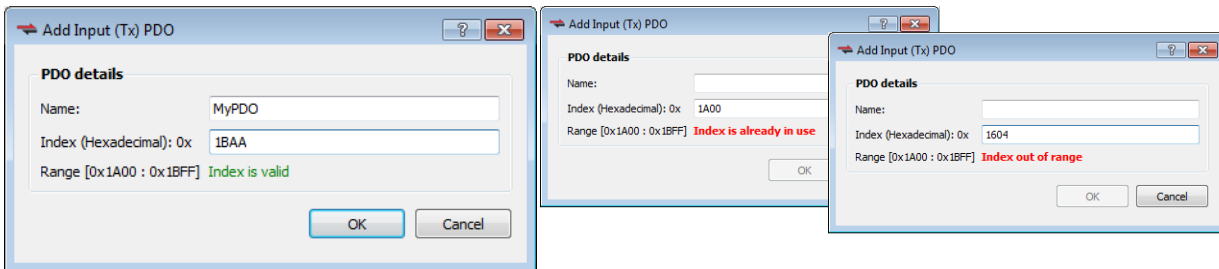 Add Input (Tx) PDO
PDO details
Name: MyPDO
Index (Hexadecimal): 0x 1BAA
Range [0x1A00 : 0x1BFF] Index is valid
OK Cancel
Add Input (Tx) PDO
PDO details
Name:
Index (Hexadecimal): 0x 1A00
Range [0x1A00 : 0x1BFF] Index is already in use
OK
Add Input (Tx) PDO
PDO details
Name:
Index (Hexadecimal): 0x 1604
Range [0x1A00 : 0x1BFF] Index out of range
OK Cancel